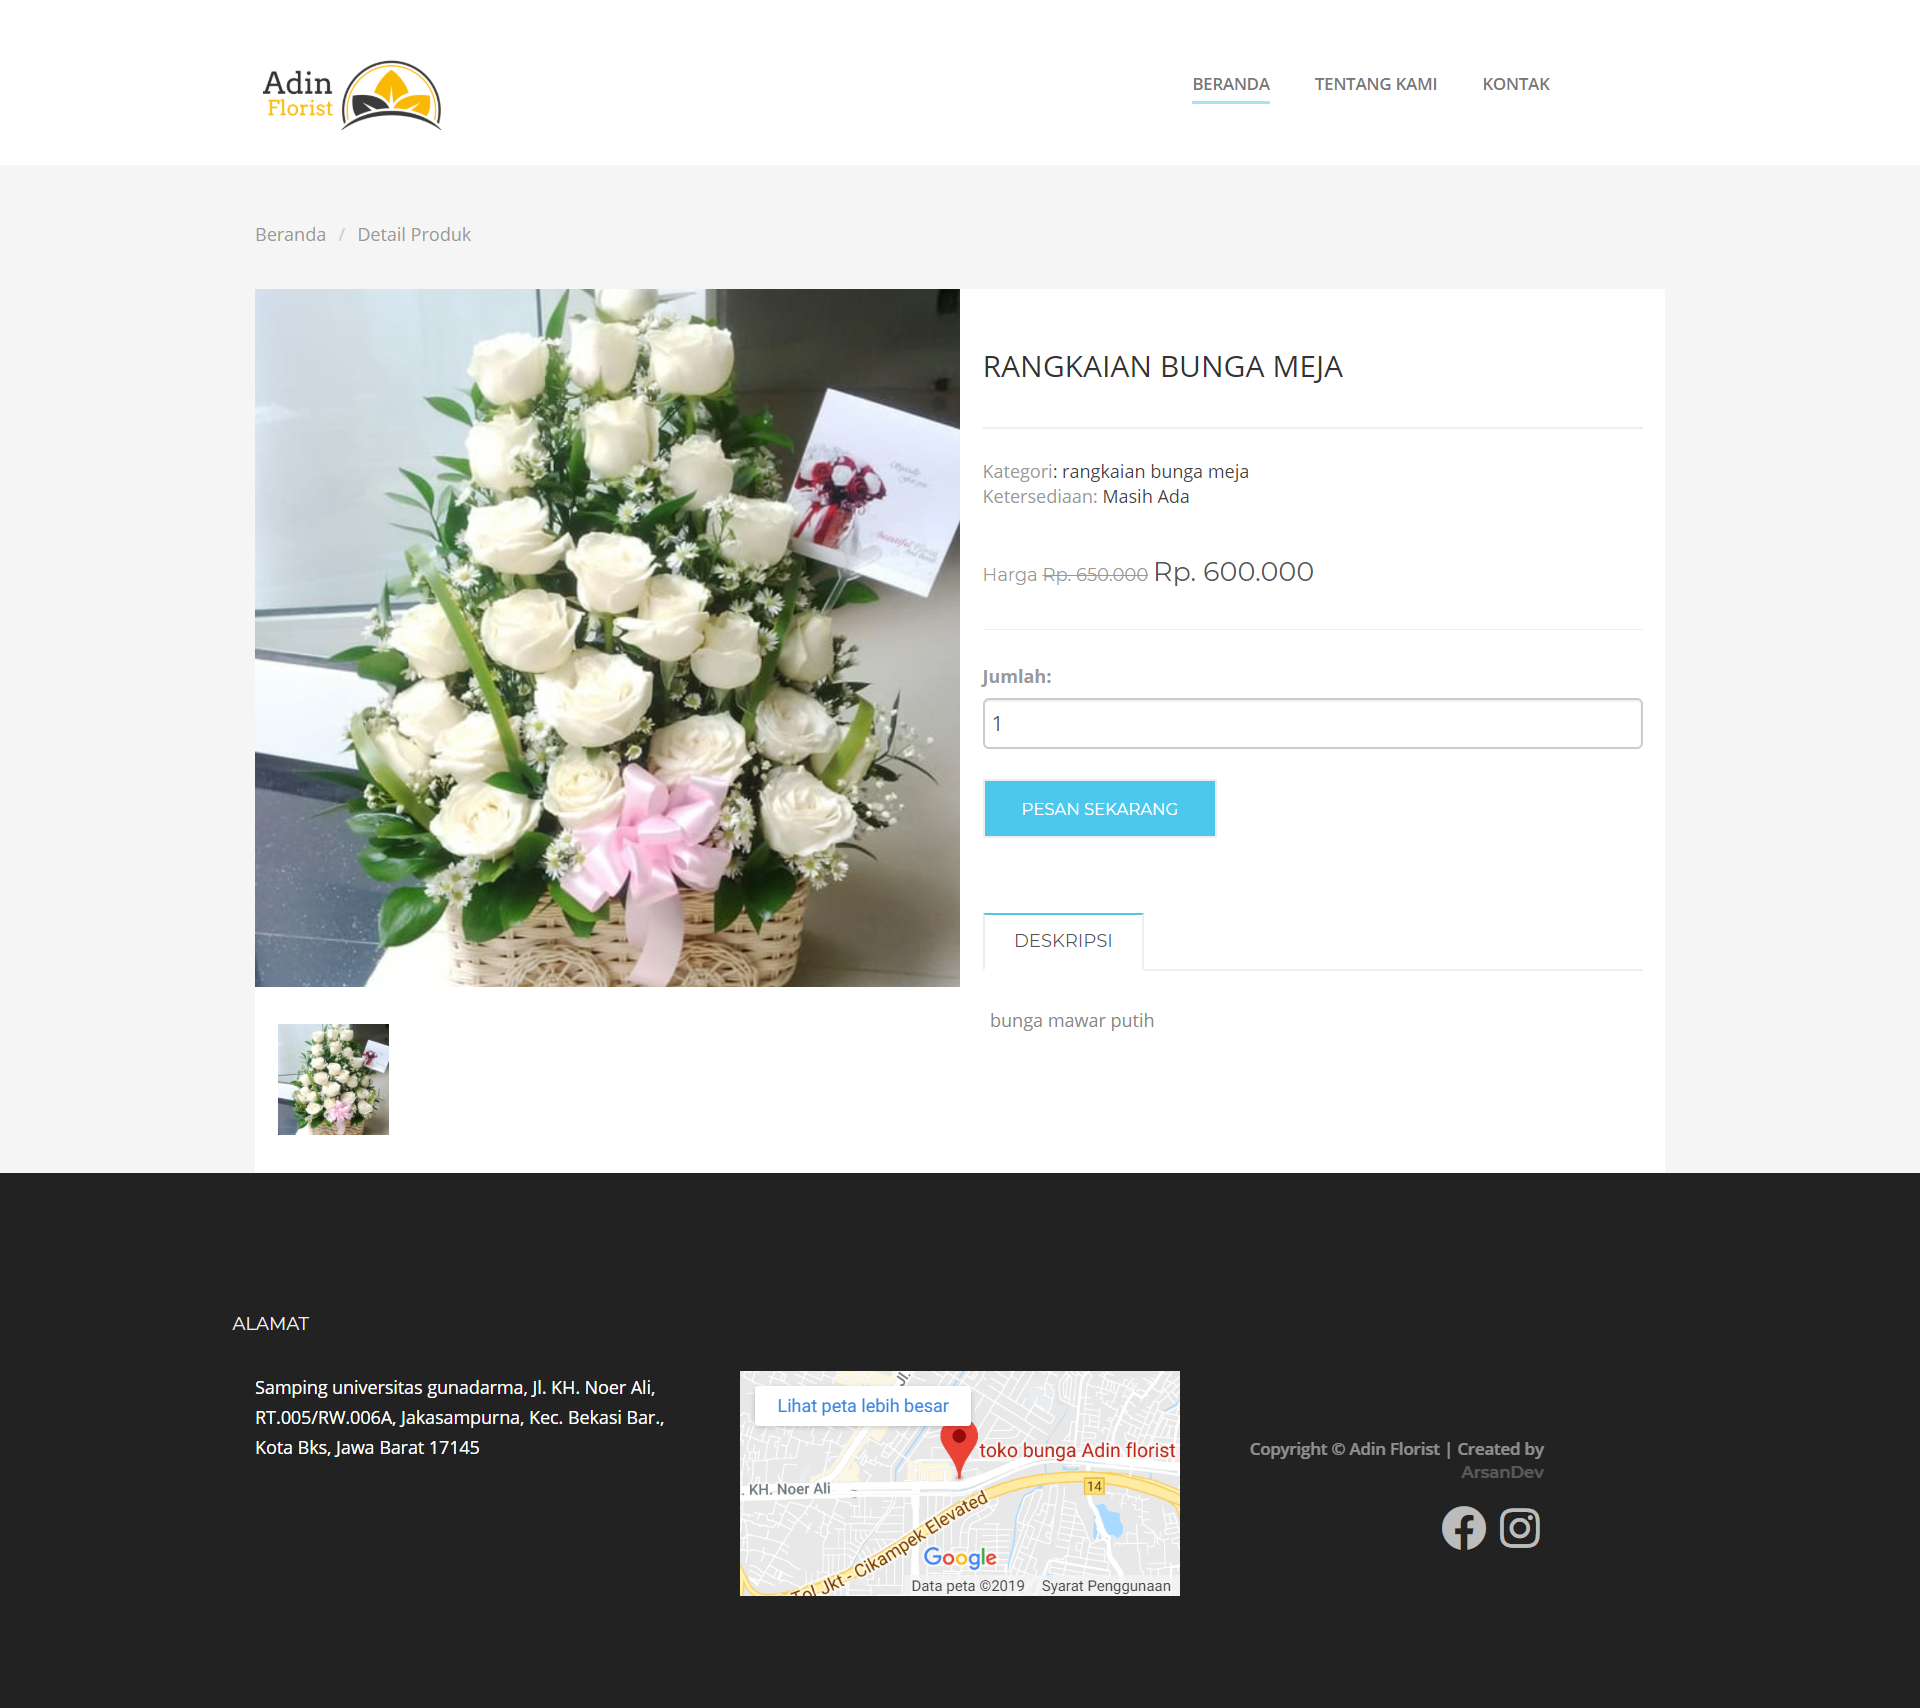 Adin
Florist
BERANDA
TENTANG KAMI
KONTAK
Beranda / Detail Produk
RANGKAIAN BUNGA MEJA
Kategori: rangkaian bunga meja
Ketersediaan: Masih Ada
Harga Rp. 650.000 Rp. 600.000
Jumlah:
1
PESAN SEKARANG
DESKRIPSI
bunga mawar putih
ALAMAT
Samping universitas gunadarma, Jl. KH. Noer Ali,
RT.005/RW.006A, Jakasampurna, Kec. Bekasi Bar.,
Kota Bks, Jawa Barat 17145
Jl.
Lihat peta lebih besar
toko bunga Adin florist
. KH. Noer Ali
14
Tol Jkt - Cikampek Elevated
Google
Data peta ©2019
Syarat Penggunaan
Copyright © Adin Florist | Created by
ArsanDev